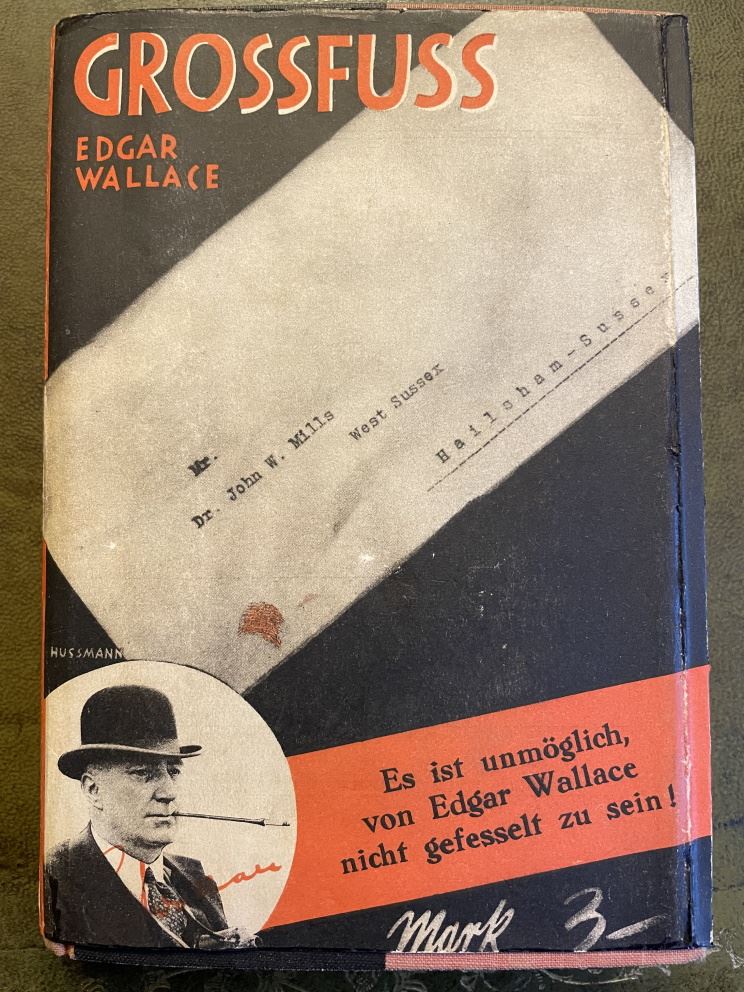 GROSSFUSS
EDGAR
WALLACE
Mr.
Dr. John W. Mills
West Sussex
Hailsham-Sussex
HUSSMANN
Es ist unmöglich,
von Edgar Wallace
nicht gefesselt zu sein!
Mark 3-